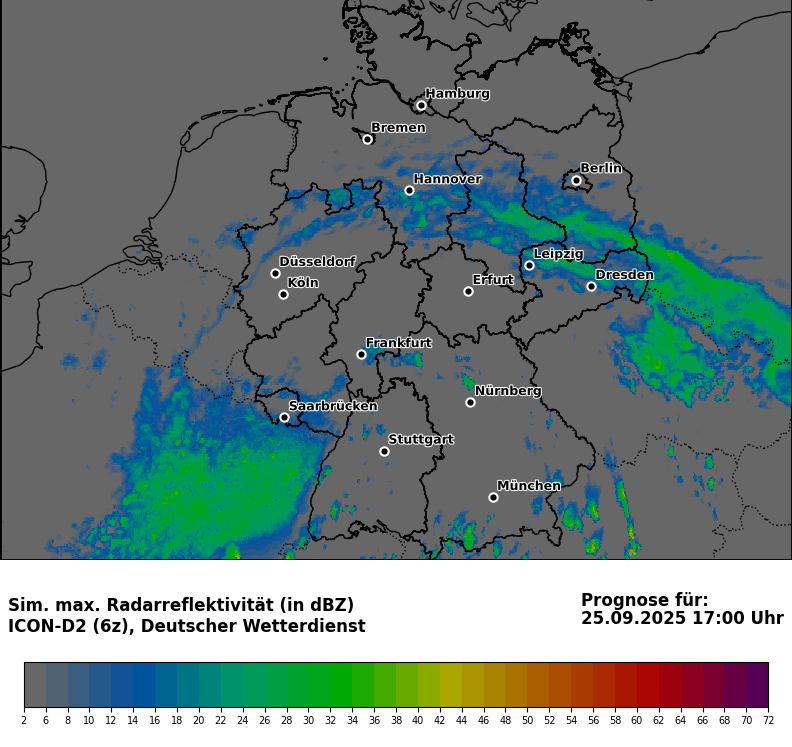 Hamburg
Bremen
Berlin
Hannover
Leipzig
Düsseldorf
Dresden
Köln
Erfurt
Frankfurt
Nürnberg
Saarbrücken
Stuttgart
München
Sim. max. Radarreflektivität (in dBZ)
ICON-D2 (6z), Deutscher Wetterdienst
Prognose für:
25.09.2025 17:00 Uhr
2 6 8 10 12 14 16 18 20 22 24 26 28 30 32 34 36 38 40 42 44 46 48 50 52 54 56 58 60 62 64 66 68 70 72